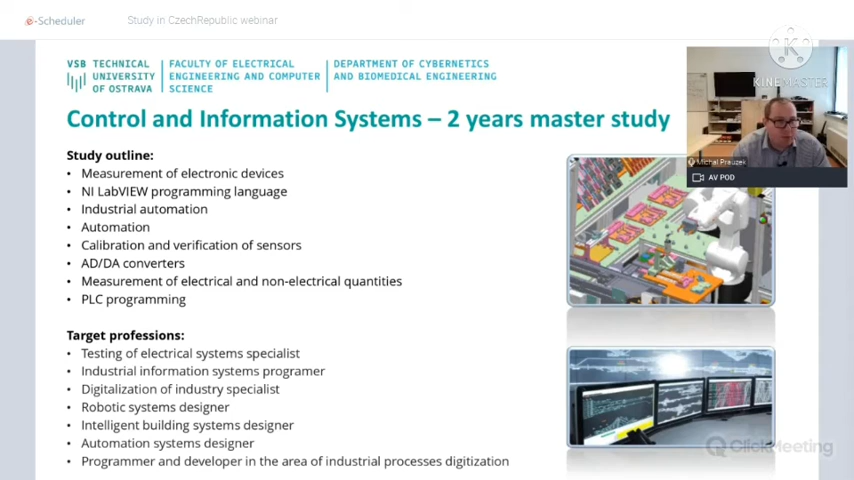 e-Scheduler
Study in CzechRepublic webinar
VSB TECHNICAL
UNIVERSITY
OF OSTRAVA
FACULTY OF ELECTRICAL
ENGINEERING AND COMPUTER
SCIENCE
DEPARTMENT OF CYBERNETICS
AND BIOMEDICAL ENGINEERING
K
KINEMASTER
Michal Prauzek
AV POD
Control and Information Systems – 2 years master study
Study outline:
• Measurement of electronic devices
• NI LabVIEW programming language
• Industrial automation
• Automation
• Calibration and verification of sensors
• AD/DA converters
• Measurement of electrical and non-electrical quantities
• PLC programming
Target professions:
• Testing of electrical systems specialist
• Industrial information systems programer
• Digitalization of industry specialist
• Robotic systems designer
• Intelligent building systems designer
• Automation systems designer
• Programmer and developer in the area of industrial processes digitization
ClickMeeting